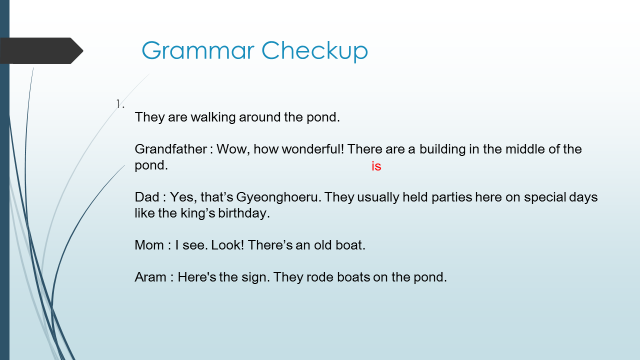 Grammar Checkup
1.
They are walking around the pond.
Grandfather : Wow, how wonderful! There are a building in the middle of the
pond.
is
Dad : Yes, that's Gyeonghoeru. They usually held parties here on special days
like the king's birthday.
Mom : I see. Look! There's an old boat.
Aram : Here's the sign. They rode boats on the pond.